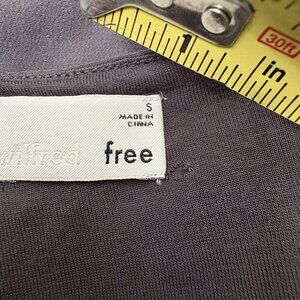 30ft
1
in
S
MADE IN
CHINA
wilfred free